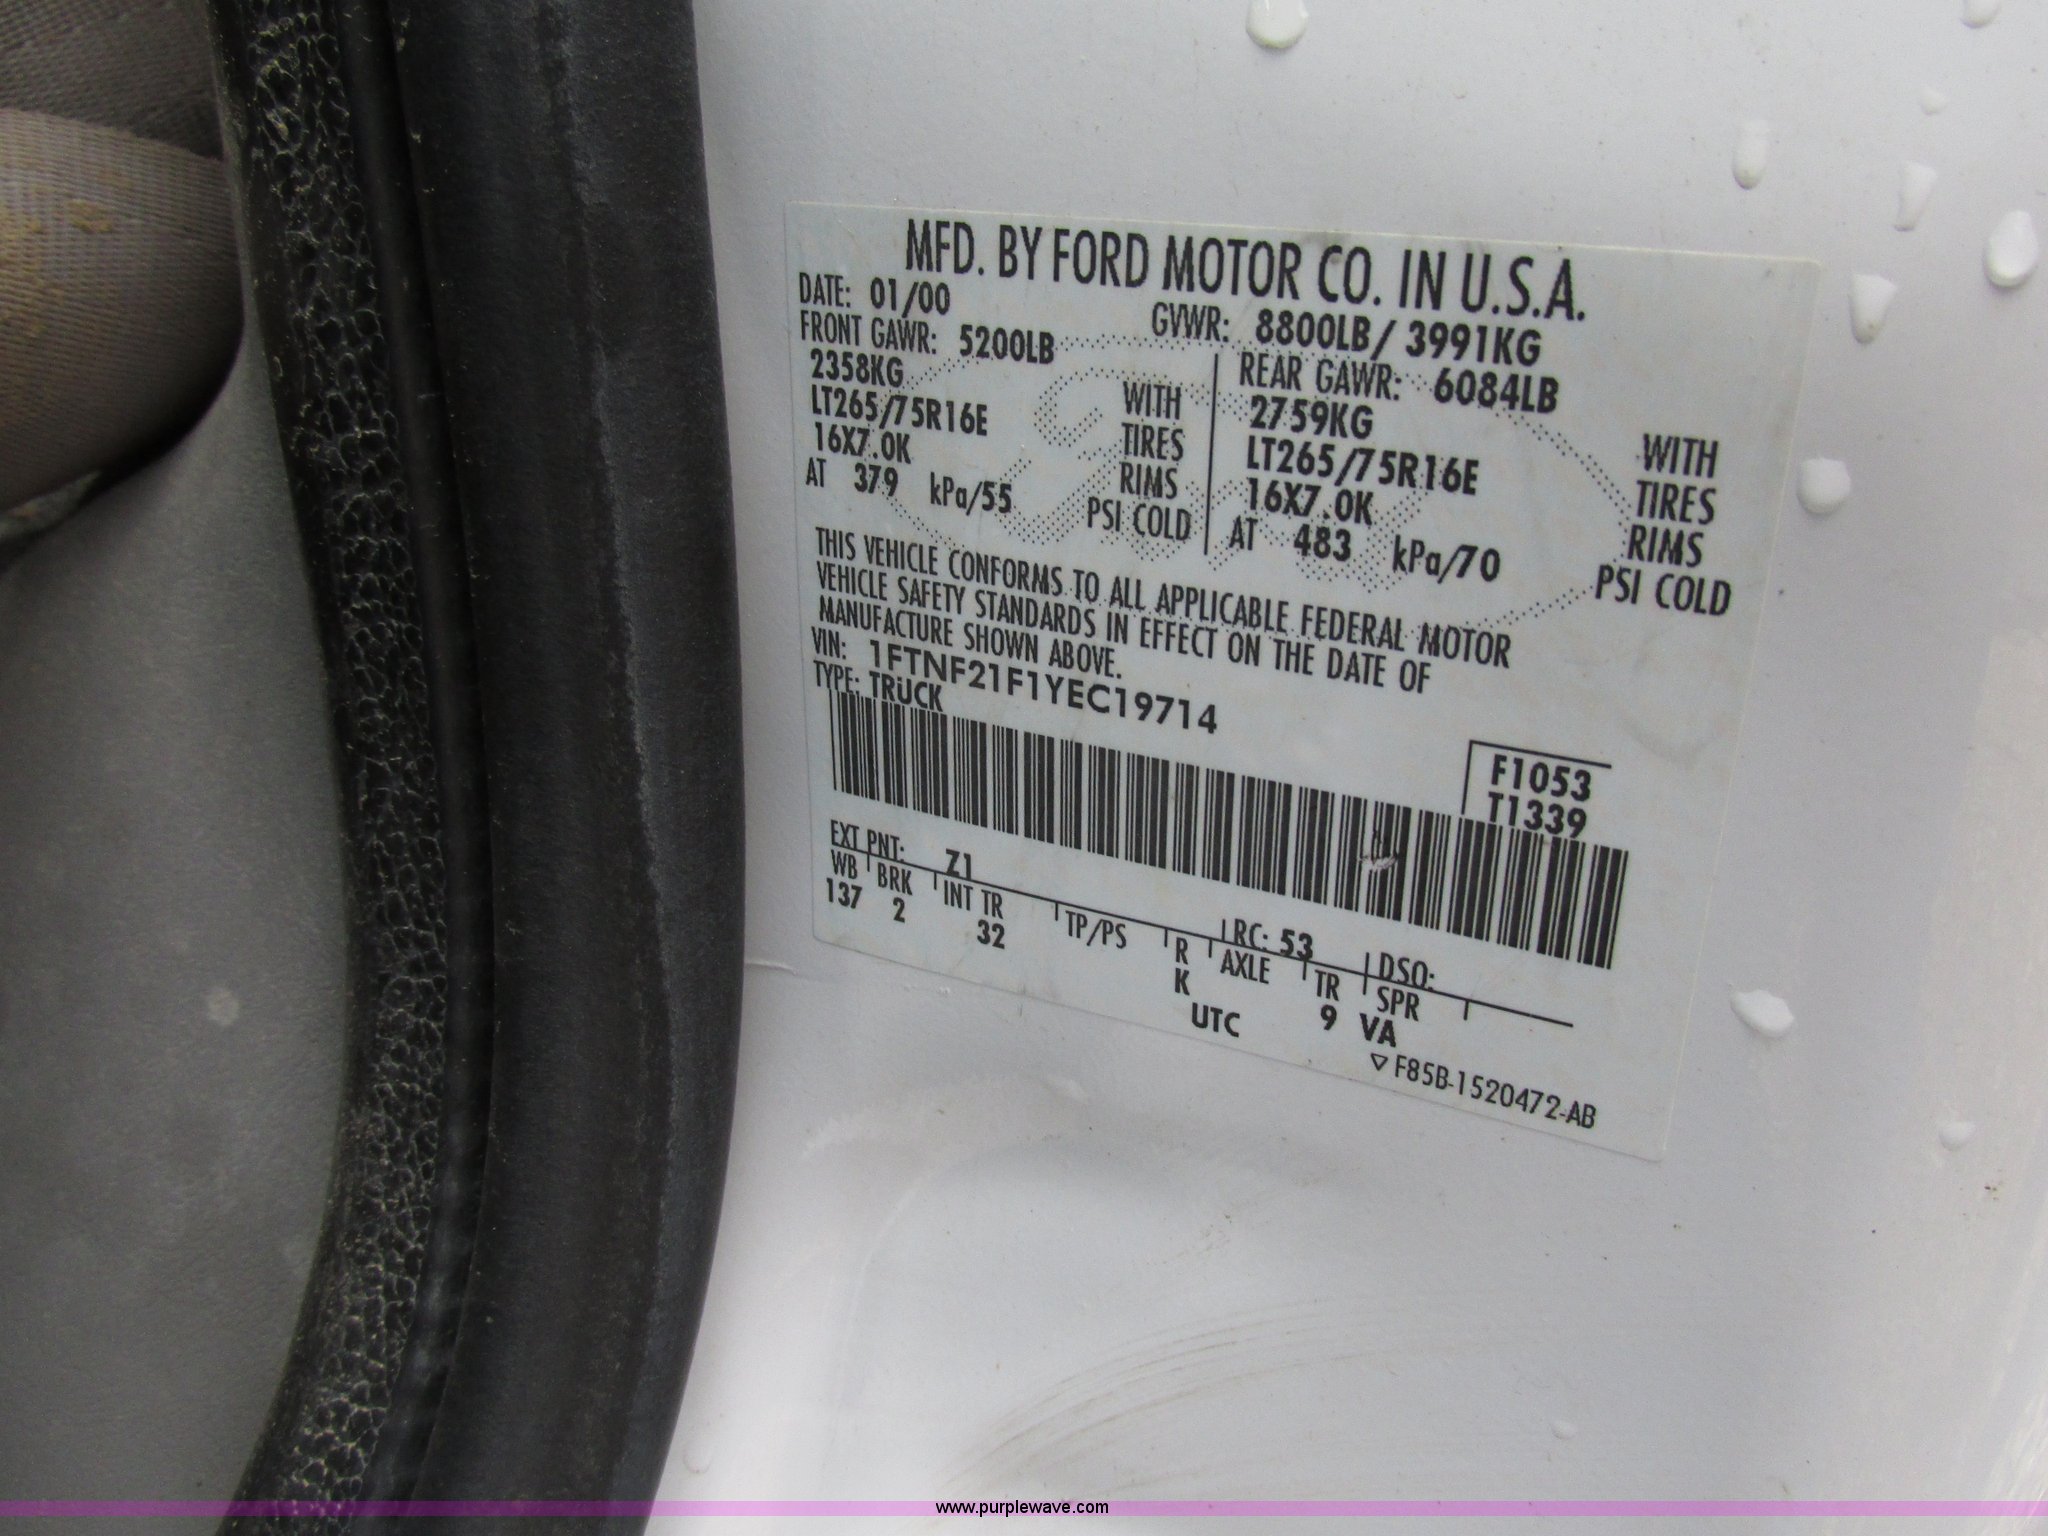 MFD. BY FORD MOTOR CO. IN U.S.A.
DATE: 01/00 GVWR: 8800LB/ 3991KG
FRONT GAWR: 5200LB REAR GAWR: 6084LB
2358KG WITH 2759KG WITH
LT265/75R16E TIRES LT265/75R16E TIRES
16X7.0K RIMS 16X7.0K RIMS
AT 379 kPa/55 PSI COLD AT 483 kPa/70 PSI COLD
THIS VEHICLE CONFORMS TO ALL APPLICABLE FEDERAL MOTOR
VEHICLE SAFETY STANDARDS IN EFFECT ON THE DATE OF
MANUFACTURE SHOWN ABOVE.
VIN: 1FTNF21F1YEC19714
TYPE: TRUCK
F1053
T1339
EXT PNT: Z1 RC: 53 DSO:
WB BRK INT TR TP/PS R AXLE TR SPR
137 2 32 K UTC 9 VA
▽ F85B-1520472-AB
www.purplewave.com